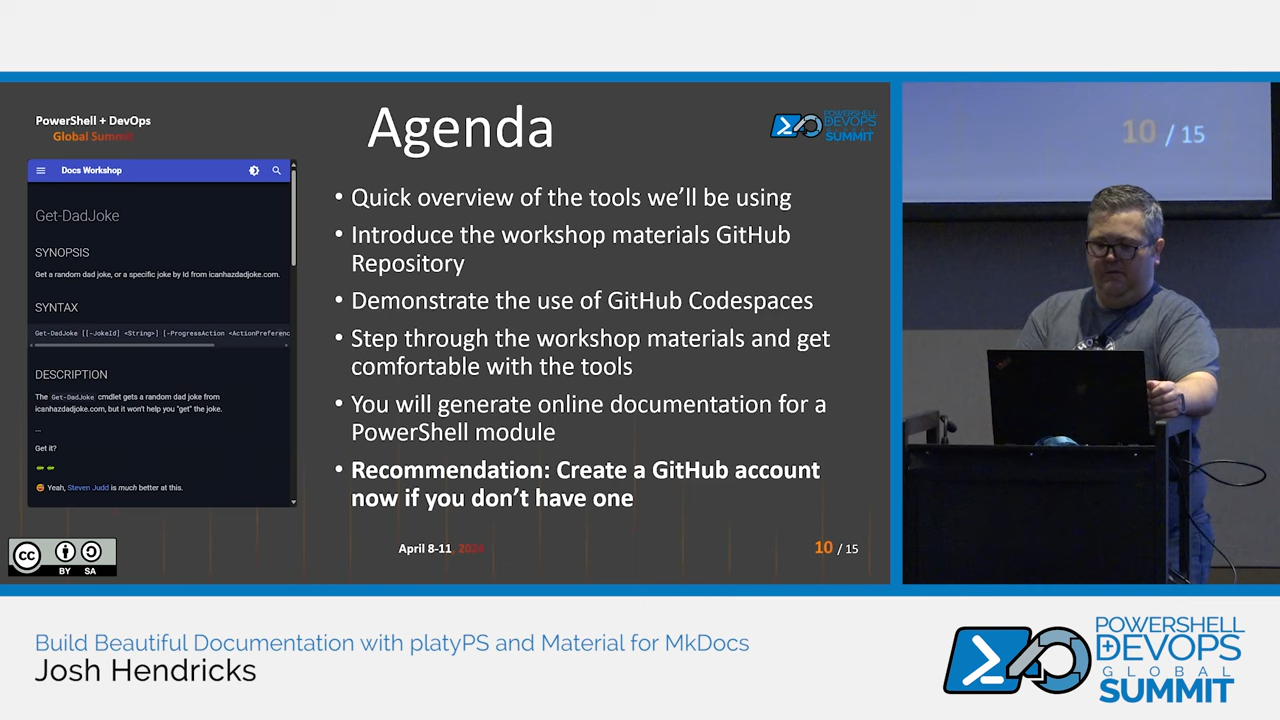 PowerShell + DevOps
Global Summit
Agenda
POWERSHELL
DEVOPS
SUMMIT
Docs Workshop
Get-DadJoke
SYNOPSIS
Get a random dad joke, or a specific joke by Id from icanhazdadjoke.com.
SYNTAX
Get-DadJoke [[-JokeId] <String>] [-ProgressAction <ActionPreferenc
DESCRIPTION
The Get-DadJoke cmdlet gets a random dad joke from
icanhazdadjoke.com, but it won't help you "get" the joke.
...
Get it?
😄 Yeah, Steven Judd is much better at this.
• Quick overview of the tools we'll be using
• Introduce the workshop materials GitHub
Repository
• Demonstrate the use of GitHub Codespaces
• Step through the workshop materials and get
comfortable with the tools
• You will generate online documentation for a
PowerShell module
• Recommendation: Create a GitHub account
now if you don't have one
cc
BY SA
April 8-11, 2024
10 / 15
10 / 15
Build Beautiful Documentation with platyPS and Material for MkDocs
Josh Hendricks
POWERSHELL
DEVOPS
GLOBAL
SUMMIT